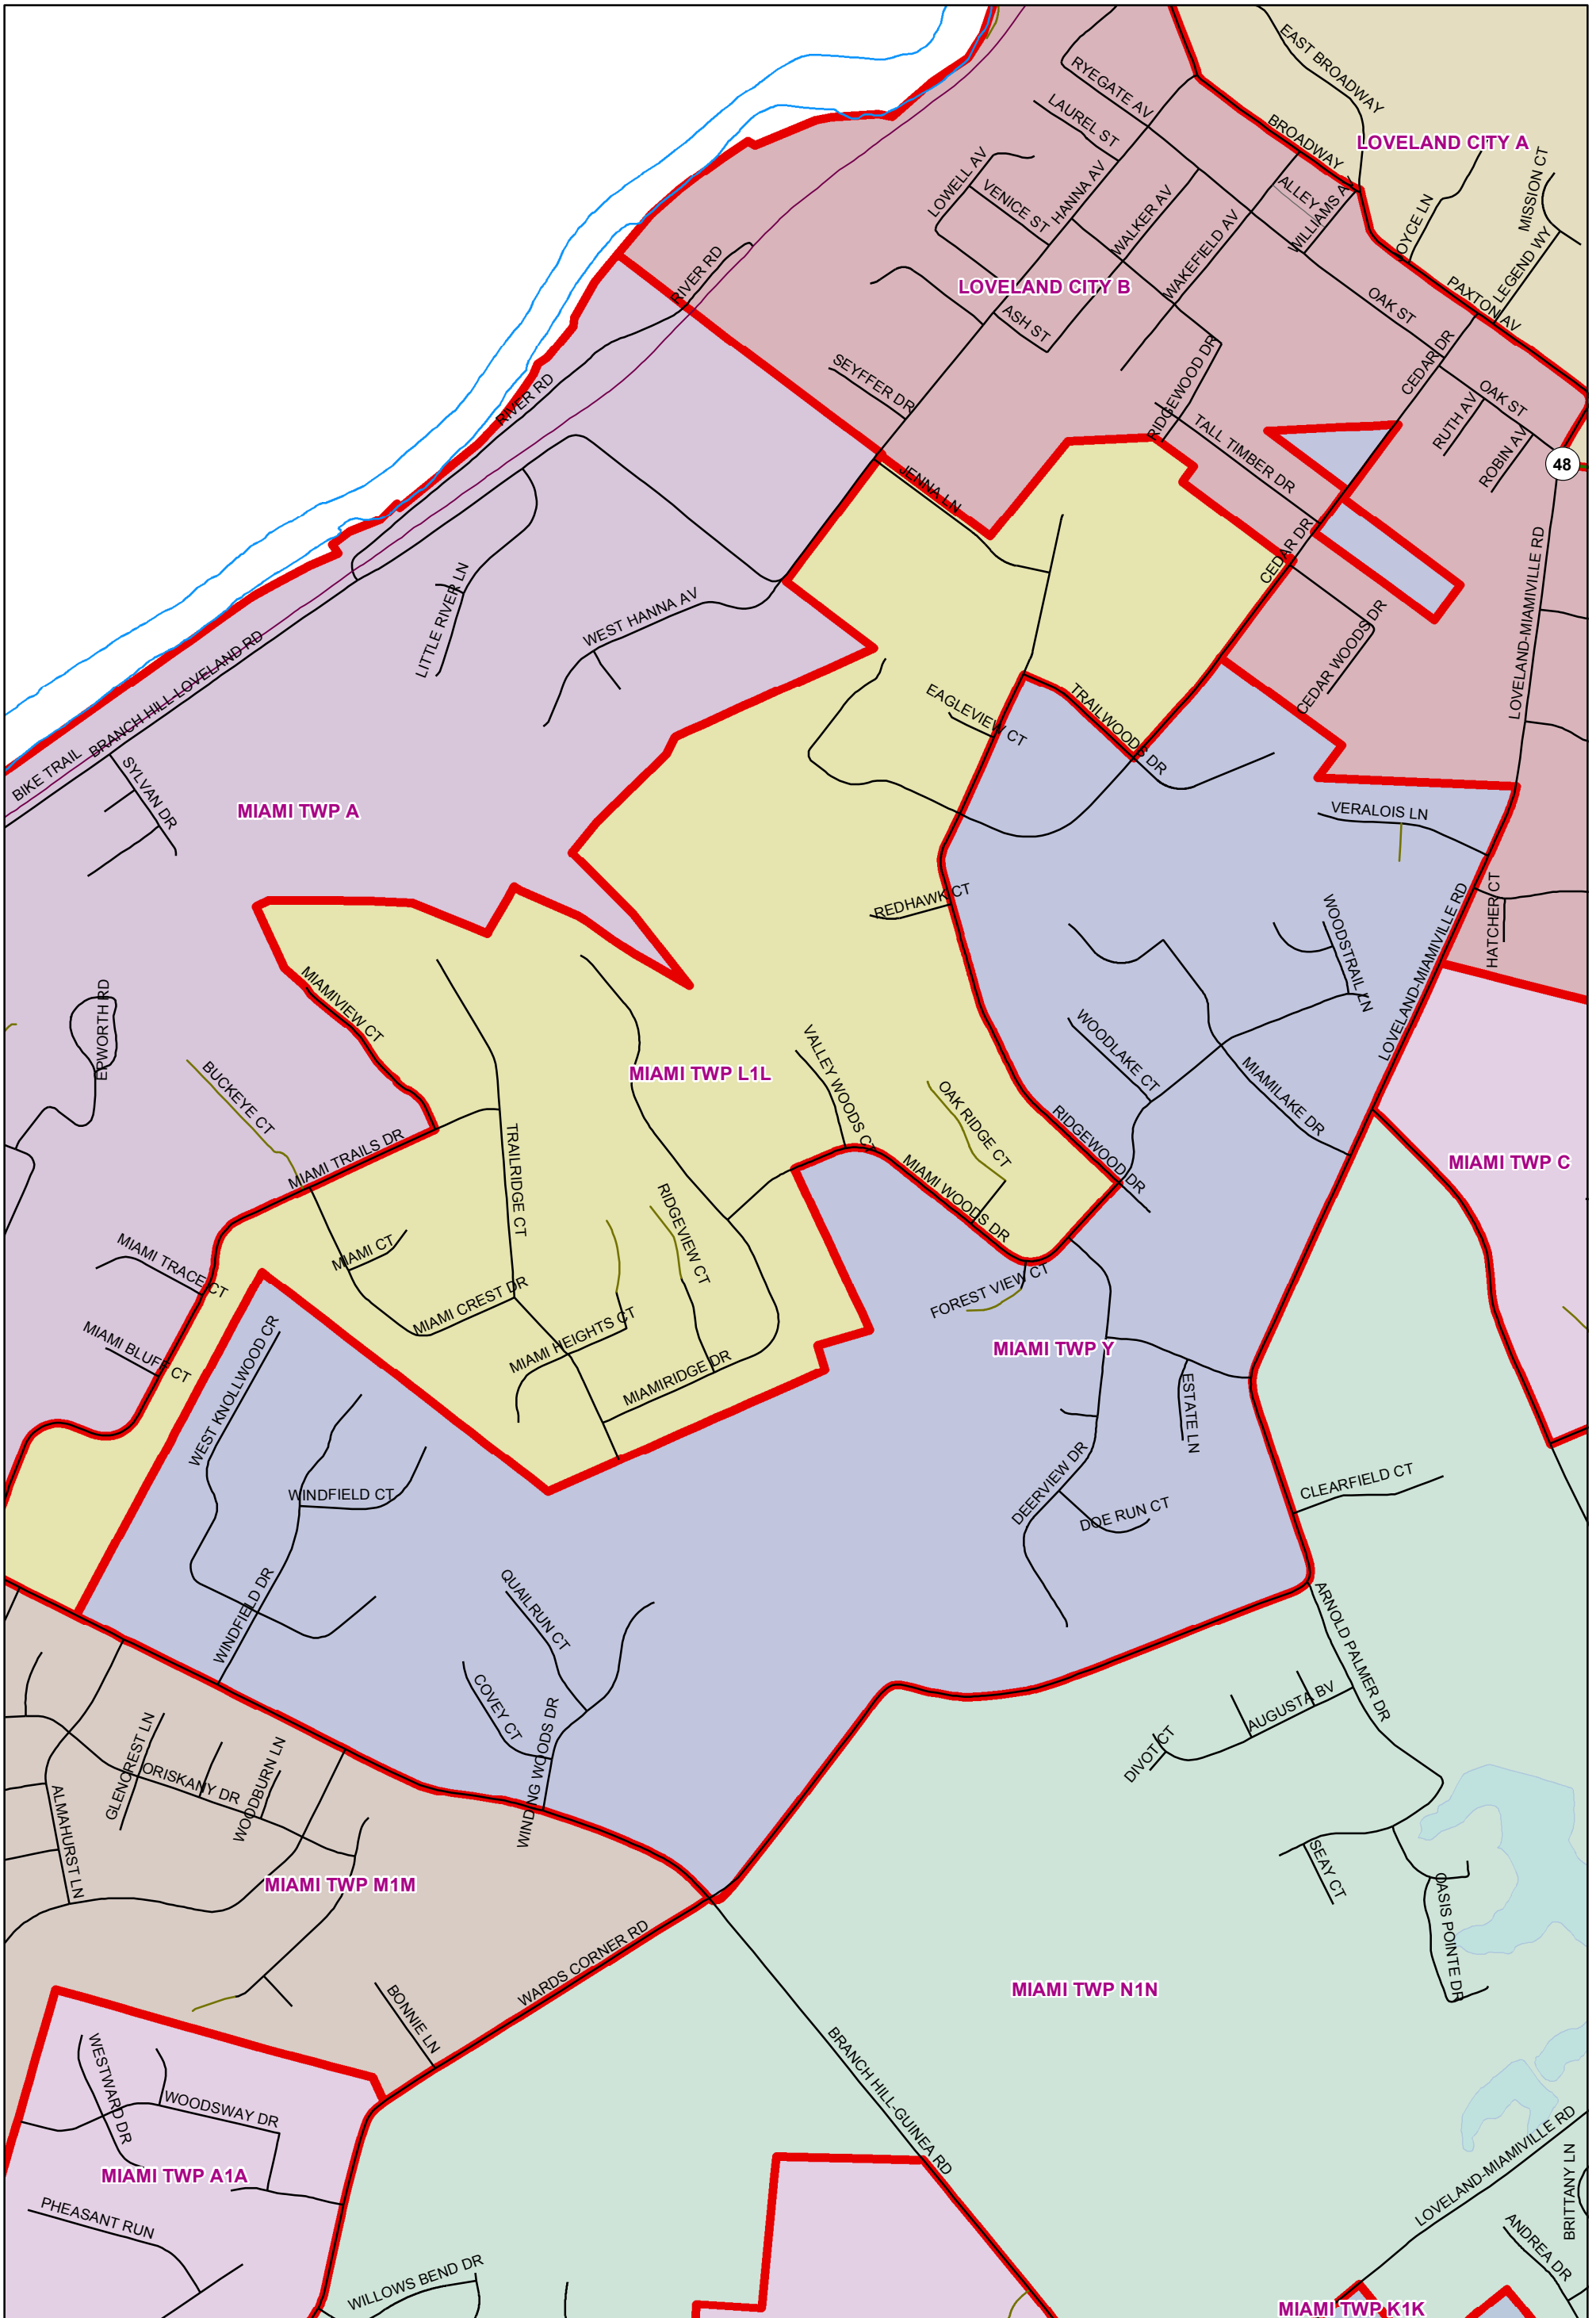 EAST BROADWAY
RYEGATE AV
BROADWAY
LOVELAND CITY A
LAUREL ST
MISSION CT
LOWELL AV
VENICE ST
HANNA AV
WALKER AV
ALLEY
WILLIAMS AV
WAKEFIELD AV
OYCE LN
LEGEND WY
RIVER RD
LOVELAND CITY B
PAXTON AV
OAK ST
ASH ST
CEDAR DR
RIVER RD
SEYFFER DR
RIDGEWOOD DR
OAK ST
RUTH AV
ROBIN AV
TALL TIMBER DR
48
JENNA LN
CEDAR DR
LOVELAND-MIAMIVILLE RD
LITTLE RIVER LN
WEST HANNA AV
CEDAR WOODS DR
BRANCH HILL-LOVELAND RD
BIKE TRAIL
EAGLEVIEW CT
TRAILWOODS DR
SYLVAN DR
MIAMI TWP A
VERALOIS LN
REDHAWK CT
WOODSTRAIL LN
HATCHER CT
LOVELAND-MIAMIVILLE RD
EPWORTH RD
MIAMIVIEW CT
MIAMI TWP L1L
VALLEY WOODS CT
WOODLAKE CT
MIAMILAKE DR
BUCKEYE CT
OAK RIDGE CT
RIDGEWOOD DR
MIAMI TRAILS DR
TRAILRIDGE CT
MIAMI TWP C
MIAMI WOODS DR
RIDGEVIEW CT
MIAMI TRACE CT
MIAMI CT
FOREST VIEW CT
MIAMI CREST DR
MIAMI HEIGHTS CT
MIAMI TWP Y
MIAMI BLUFF CT
MIAMIRIDGE DR
WEST KNOLLWOOD CR
ESTATE LN
WINDFIELD CT
DEERVIEW DR
CLEARFIELD CT
DOE RUN CT
QUAILRUN CT
WINDFIELD DR
ARNOLD PALMER DR
COVEY CT
WINDING WOODS DR
AUGUSTA BV
DIVOT CT
GLENCREST LN
ORISKANY DR
WOODBURN LN
ALMAHURST LN
MIAMI TWP M1M
SEAY CT
OASIS POINTE DR
WARDS CORNER RD
MIAMI TWP N1N
BONNIE LN
BRANCH HILL-GUINEA RD
WESTWARD DR
WOODSWAY DR
MIAMI TWP A1A
LOVELAND-MIAMIVILLE RD
BRITTANY LN
PHEASANT RUN
ANDREA DR
WILLOWS BEND DR
MIAMI TWP K1K